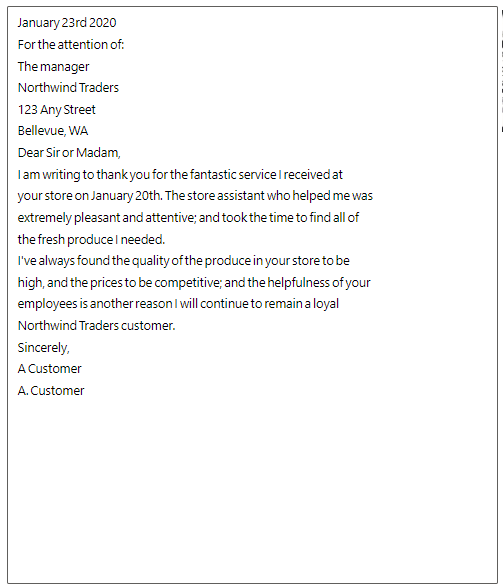 January 23rd 2020
For the attention of:
The manager
Northwind Traders
123 Any Street
Bellevue, WA
Dear Sir or Madam,
I am writing to thank you for the fantastic service I received at
your store on January 20th. The store assistant who helped me was
extremely pleasant and attentive; and took the time to find all of
the fresh produce I needed.
I've always found the quality of the produce in your store to be
high, and the prices to be competitive; and the helpfulness of your
employees is another reason I will continue to remain a loyal
Northwind Traders customer.
Sincerely,
A Customer
A. Customer